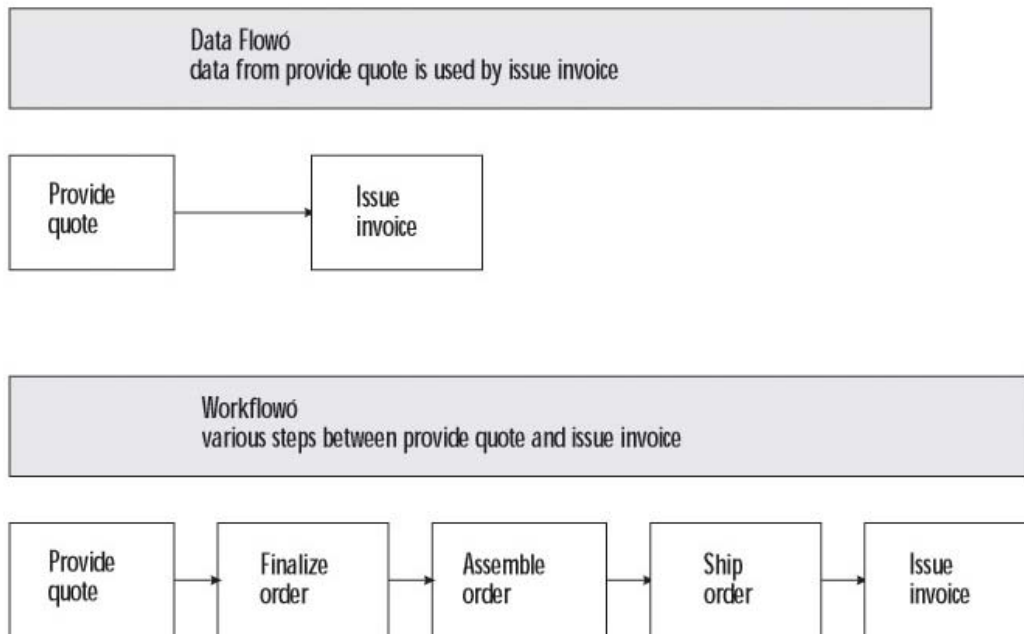 Data Flowó
data from provide quote is used by issue invoice
Provide
quote
Issue
invoice
Workflowó
various steps between provide quote and issue invoice
Provide
quote
Finalize
order
Assemble
order
Ship
order
Issue
invoice